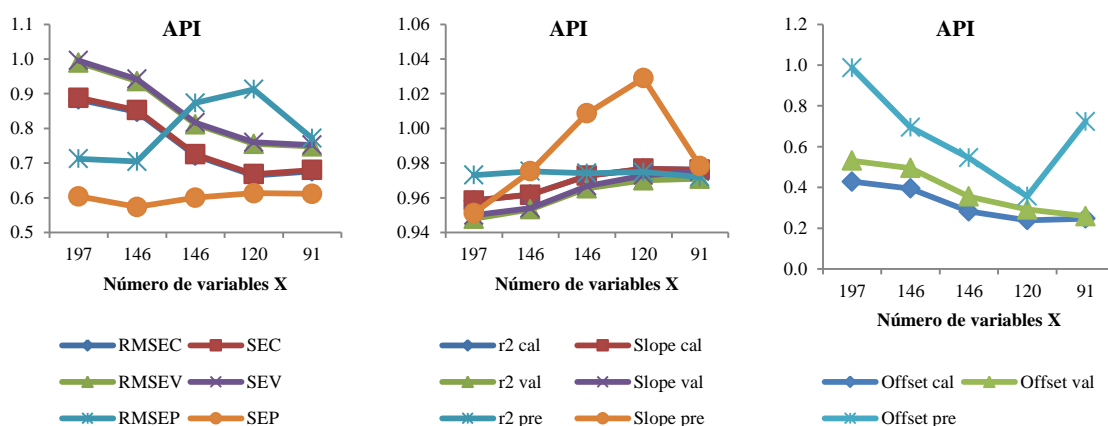 API
1.1
1.0
0.9
0.8
0.7
0.6
0.5
197 146 146 120 91
Número de variables X
RMSEC SEC
RMSEV SEV
RMSEP SEP
API
1.06
1.04
1.02
1.00
0.98
0.96
0.94
197 146 146 120 91
Número de variables X
r2 cal Slope cal
r2 val Slope val
r2 pre Slope pre
API
1.2
1.0
0.8
0.6
0.4
0.2
0.0
197 146 146 120 91
Número de variables X
Offset cal Offset val
Offset pre